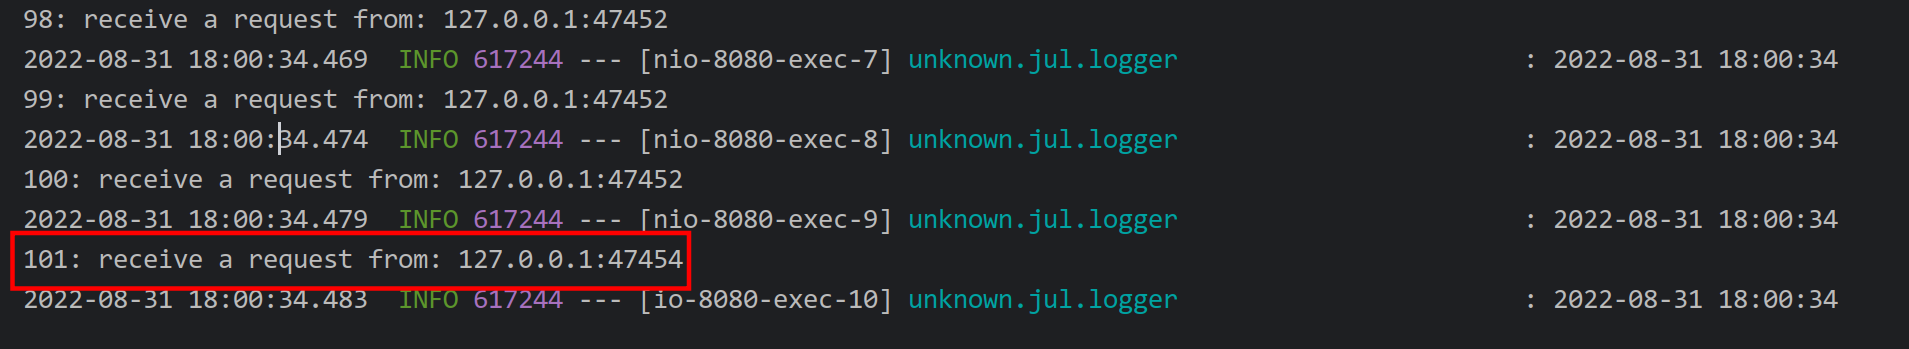 98: receive a request from: 127.0.0.1:47452
2022-08-31 18:00:34.469  INFO 617244 --- [nio-8080-exec-7] unknown.jul.logger                       : 2022-08-31 18:00:34
99: receive a request from: 127.0.0.1:47452
2022-08-31 18:00:34.474  INFO 617244 --- [nio-8080-exec-8] unknown.jul.logger                       : 2022-08-31 18:00:34
100: receive a request from: 127.0.0.1:47452
2022-08-31 18:00:34.479  INFO 617244 --- [nio-8080-exec-9] unknown.jul.logger                       : 2022-08-31 18:00:34
101: receive a request from: 127.0.0.1:47454
2022-08-31 18:00:34.483  INFO 617244 --- [io-8080-exec-10] unknown.jul.logger                       : 2022-08-31 18:00:34